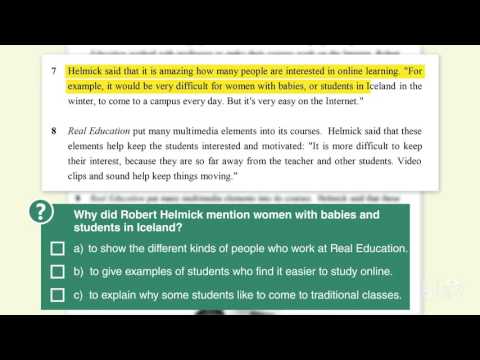 7 Helmick said that it is amazing how many people are interested in online learning. "For
example, it would be very difficult for women with babies, or students in Iceland in the
winter, to come to a campus every day. But it's very easy on the Internet."
8 Real Education put many multimedia elements into its courses. Helmick said that these
elements help keep the students interested and motivated: "It is more difficult to keep
their interest, because they are so far away from the teacher and other students. Video
clips and sound help keep things moving."
? Why did Robert Helmick mention women with babies and
students in Iceland?
a) to show the different kinds of people who work at Real Education.
b) to give examples of students who find it easier to study online.
c) to explain why some students like to come to traditional classes.